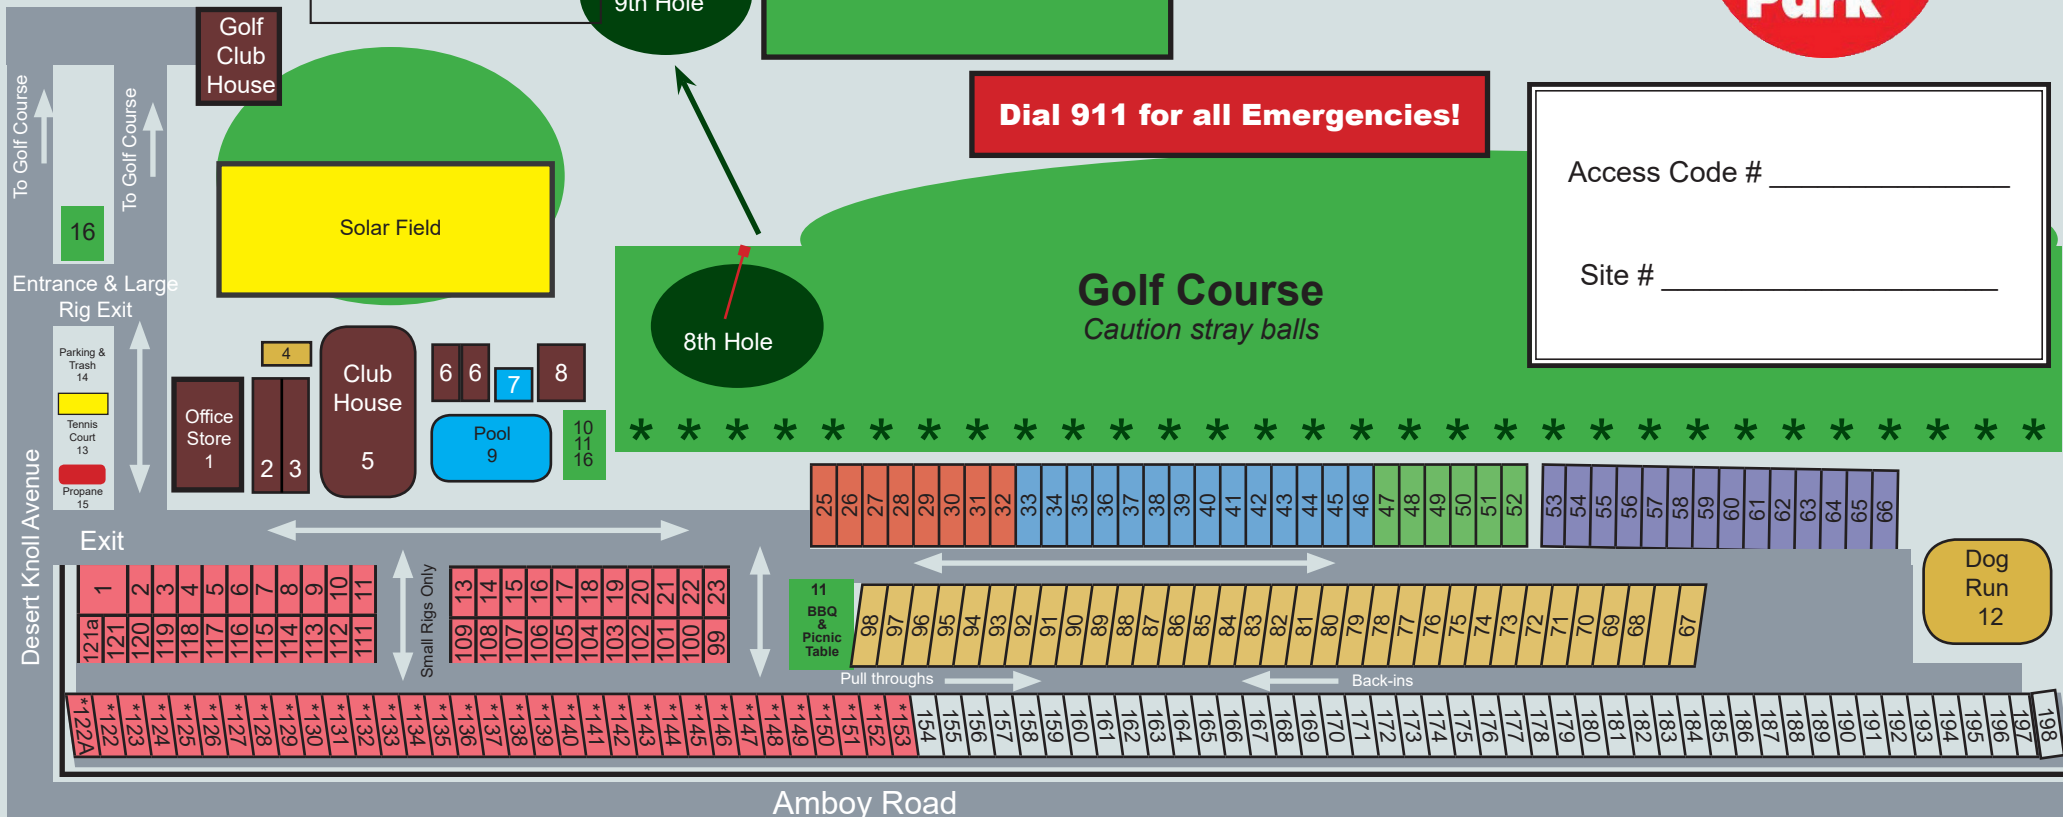 9th Hole
Park
Golf
Club
House
Dial 911 for all Emergencies!
To Golf Course
To Golf Course
Access Code # _______________
Site # _____________________
16
Solar Field
Entrance & Large
Rig Exit
Golf Course
Caution stray balls
8th Hole
Parking &
Trash
14
Tennis
Court
13
Propane
15
4
Office
Store
1
2 3
Club
House
5
6 6
7
8
Pool
9
10
11
16
* * * * * * * * * * * * * * * * * * * * * * * * * * * * * *
25 26 27 28 29 30 31 32 33 34 35 36 37 38 39 40 41 42 43 44 45 46 47 48 49 50 51 52
53 54 55 56 57 58 59 60 61 62 63 64 65 66
Desert Knoll Avenue
Exit
1 2 3 4 5 6 7 8 9 10 11
121a 121 120 119 118 117 116 115 114 113 112 111
Small Rigs Only
13 14 15 16 17 18 19 20 21 22 23
109 108 107 106 105 104 103 102 101 100 99
11
BBQ
&
Picnic
Table
98 97 96 95 94 93 92 91 90 89 88 87 86 85 84 83 82 81 80 79 78 77 76 75 74 73 72 71 70 69 68 67
Dog
Run
12
Pull throughs
Back-ins
*122A *122 *123 *124 *125 *126 *127 *128 *129 *130 *131 *132 *133 *134 *135 *136 *137 *138 *139 *140 *141 *142 *143 *144 *145 *146 *147 *148 *149 *150 *151 *152 *153 154 155 156 157 158 159 160 161 162 163 164 165 166 167 168 169 170 171 172 173 174 175 176 177 178 179 180 181 182 183 184 185 186 187 188 189 190 191 192 193 194 195 196 197 198
Amboy Road